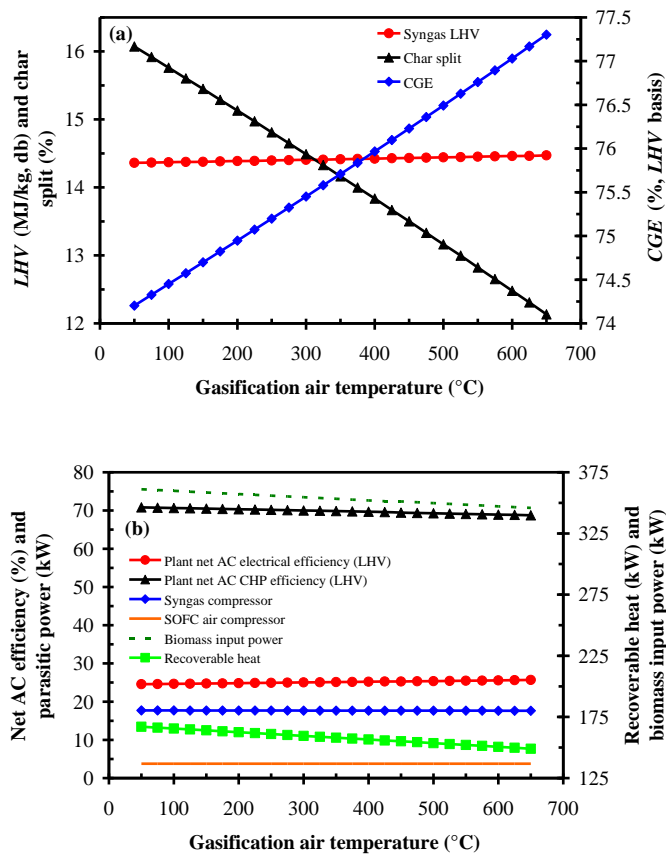 (a)
Syngas LHV
Char split
CGE
LHV (MJ/kg, db) and char
split (%)
16
15
14
13
12
77.5
77
76.5
76
75.5
75
74.5
74
CGE (%, LHV basis)
0 100 200 300 400 500 600 700
Gasification air temperature (°C)
(b)
Plant net AC electrical efficiency (LHV)
Plant net AC CHP efficiency (LHV)
Syngas compressor
SOFC air compressor
Biomass input power
Recoverable heat
Net AC efficiency (%) and
parasitic power (kW)
80
70
60
50
40
30
20
10
0
375
325
275
225
175
125
Recoverable heat (kW) and
biomass input power (kW)
0 100 200 300 400 500 600 700
Gasification air temperature (°C)